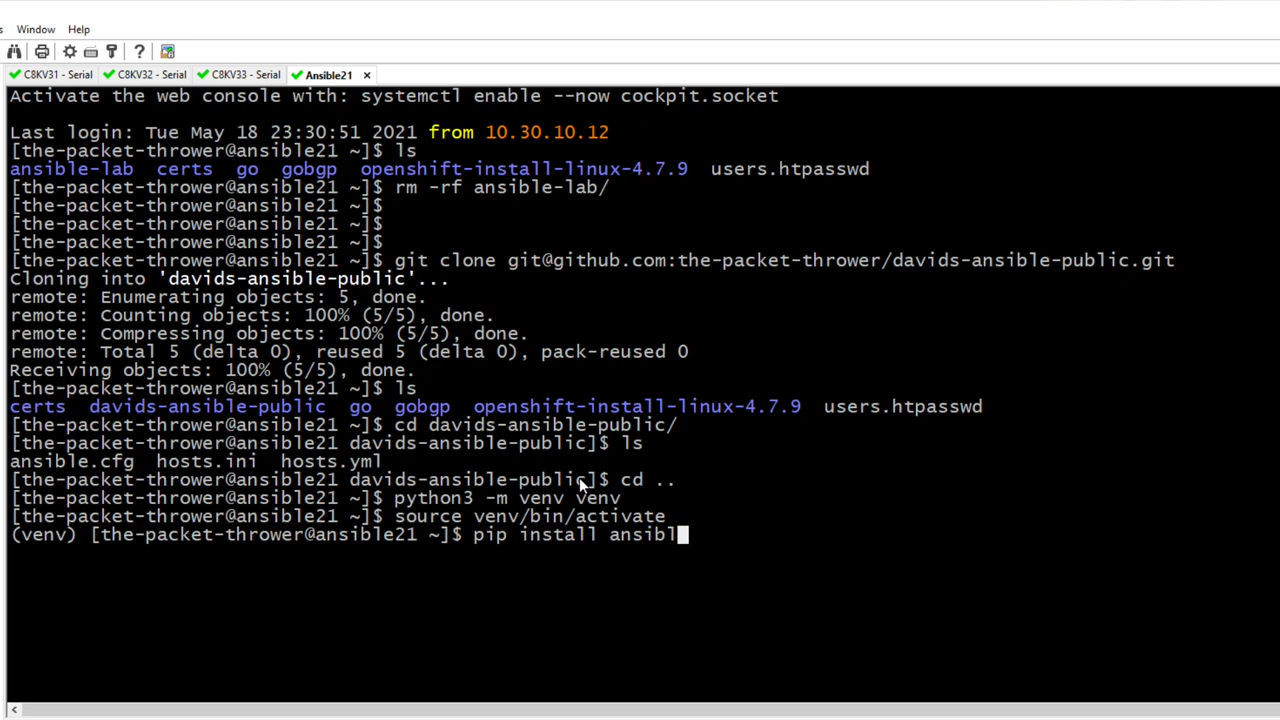 Window Help
?
C8KV31 - Serial C8KV32 - Serial C8KV33 - Serial Ansible21 ×
Activate the web console with: systemctl enable --now cockpit.socket
Last login: Tue May 18 23:30:51 2021 from 10.30.10.12
[the-packet-thrower@ansible21 ~]$ ls
ansible-lab certs go gobgp openshift-install-linux-4.7.9 users.htpasswd
[the-packet-thrower@ansible21 ~]$ rm -rf ansible-lab/
[the-packet-thrower@ansible21 ~]$
[the-packet-thrower@ansible21 ~]$
[the-packet-thrower@ansible21 ~]$
[the-packet-thrower@ansible21 ~]$ git clone git@github.com:the-packet-thrower/davids-ansible-public.git
Cloning into 'davids-ansible-public'...
remote: Enumerating objects: 5, done.
remote: Counting objects: 100% (5/5), done.
remote: Compressing objects: 100% (5/5), done.
remote: Total 5 (delta 0), reused 5 (delta 0), pack-reused 0
Receiving objects: 100% (5/5), done.
[the-packet-thrower@ansible21 ~]$ ls
certs davids-ansible-public go gobgp openshift-install-linux-4.7.9 users.htpasswd
[the-packet-thrower@ansible21 ~]$ cd davids-ansible-public/
[the-packet-thrower@ansible21 davids-ansible-public]$ ls
ansible.cfg hosts.ini hosts.yml
[the-packet-thrower@ansible21 davids-ansible-public]$ cd ..
[the-packet-thrower@ansible21 ~]$ python3 -m venv venv
[the-packet-thrower@ansible21 ~]$ source venv/bin/activate
(venv) [the-packet-thrower@ansible21 ~]$ pip install ansibl